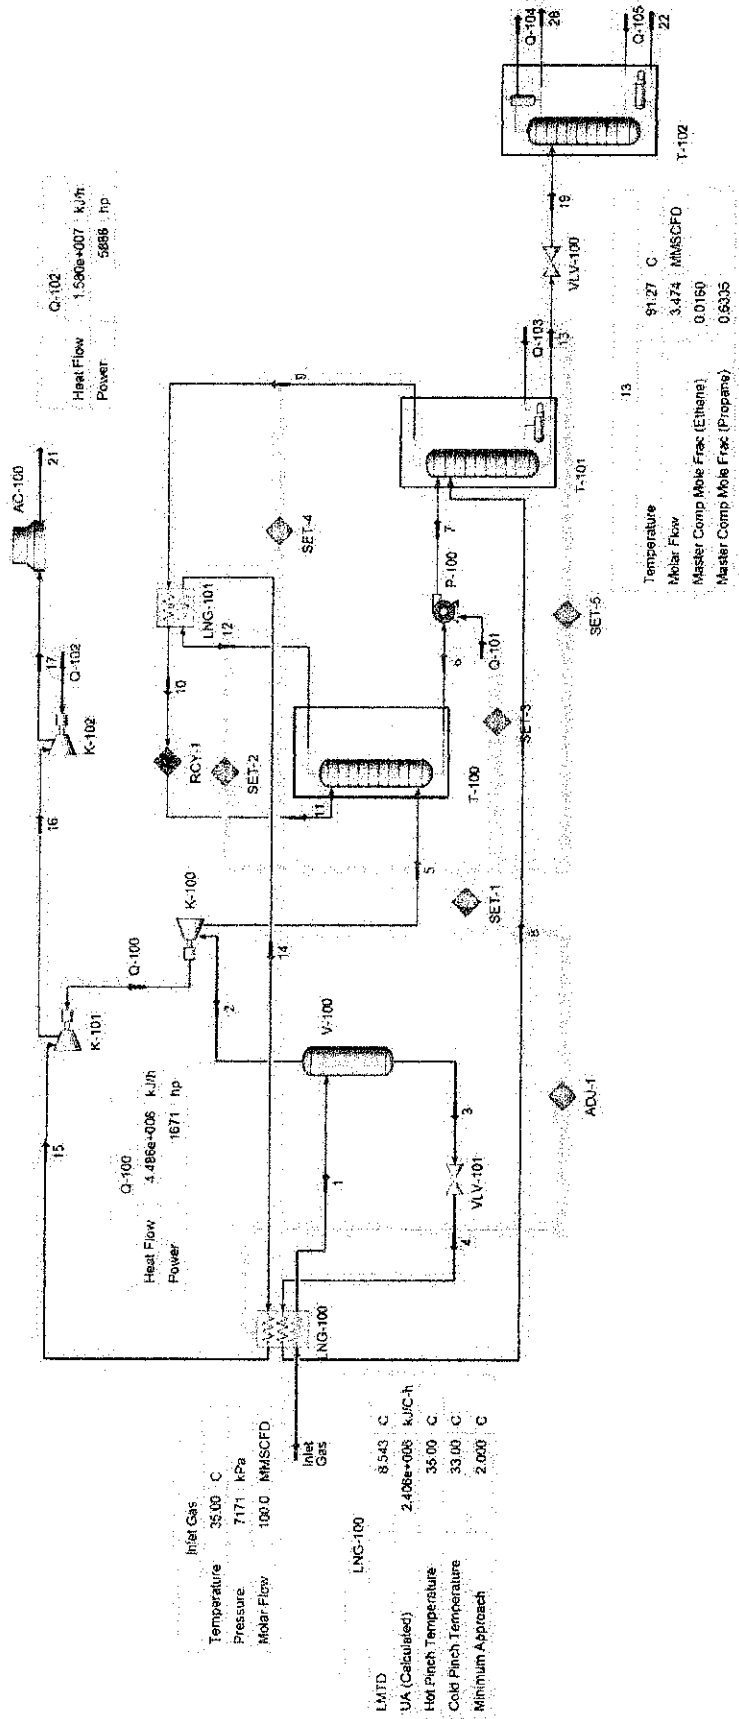 Inlet Gas
Temperature 35.00 C
Pressure 7171 kPa
Molar Flow 100.0 MMSCFD
LNG-100
LMTD 8.543 C
UA (Calculated) 2.406e+006 kJ/C-h
Hot Pinch Temperature 35.00 C
Cold Pinch Temperature 33.00 C
Minimum Approach 2.000 C
Inlet
Gas
LNG-100
15
Q-100
Heat Flow 4.486e+006 kJ/h
Power 1671 hp
1
4
VLV-101
3
V-100
2
K-101
Q-100
K-100
14
ADJ-1
8
SET-1
5
16
T-100
11
RCY-1
SET-2
10
12
LNG-101
SET-3
6
Q-101
P-100
7
K-102
Q-102
17
AC-100
21
SET-4
SET-5
9
T-101
Q-103
13
VLV-100
19
T-102
Q-104
26
Q-105
22
Q-102
Heat Flow 1.580e+007 kJ/h
Power 5886 hp
13
Temperature 91.27 C
Molar Flow 3.474 MMSCFD
Master Comp Mole Frac (Ethane) 0.0160
Master Comp Mole Frac (Propane) 0.6335